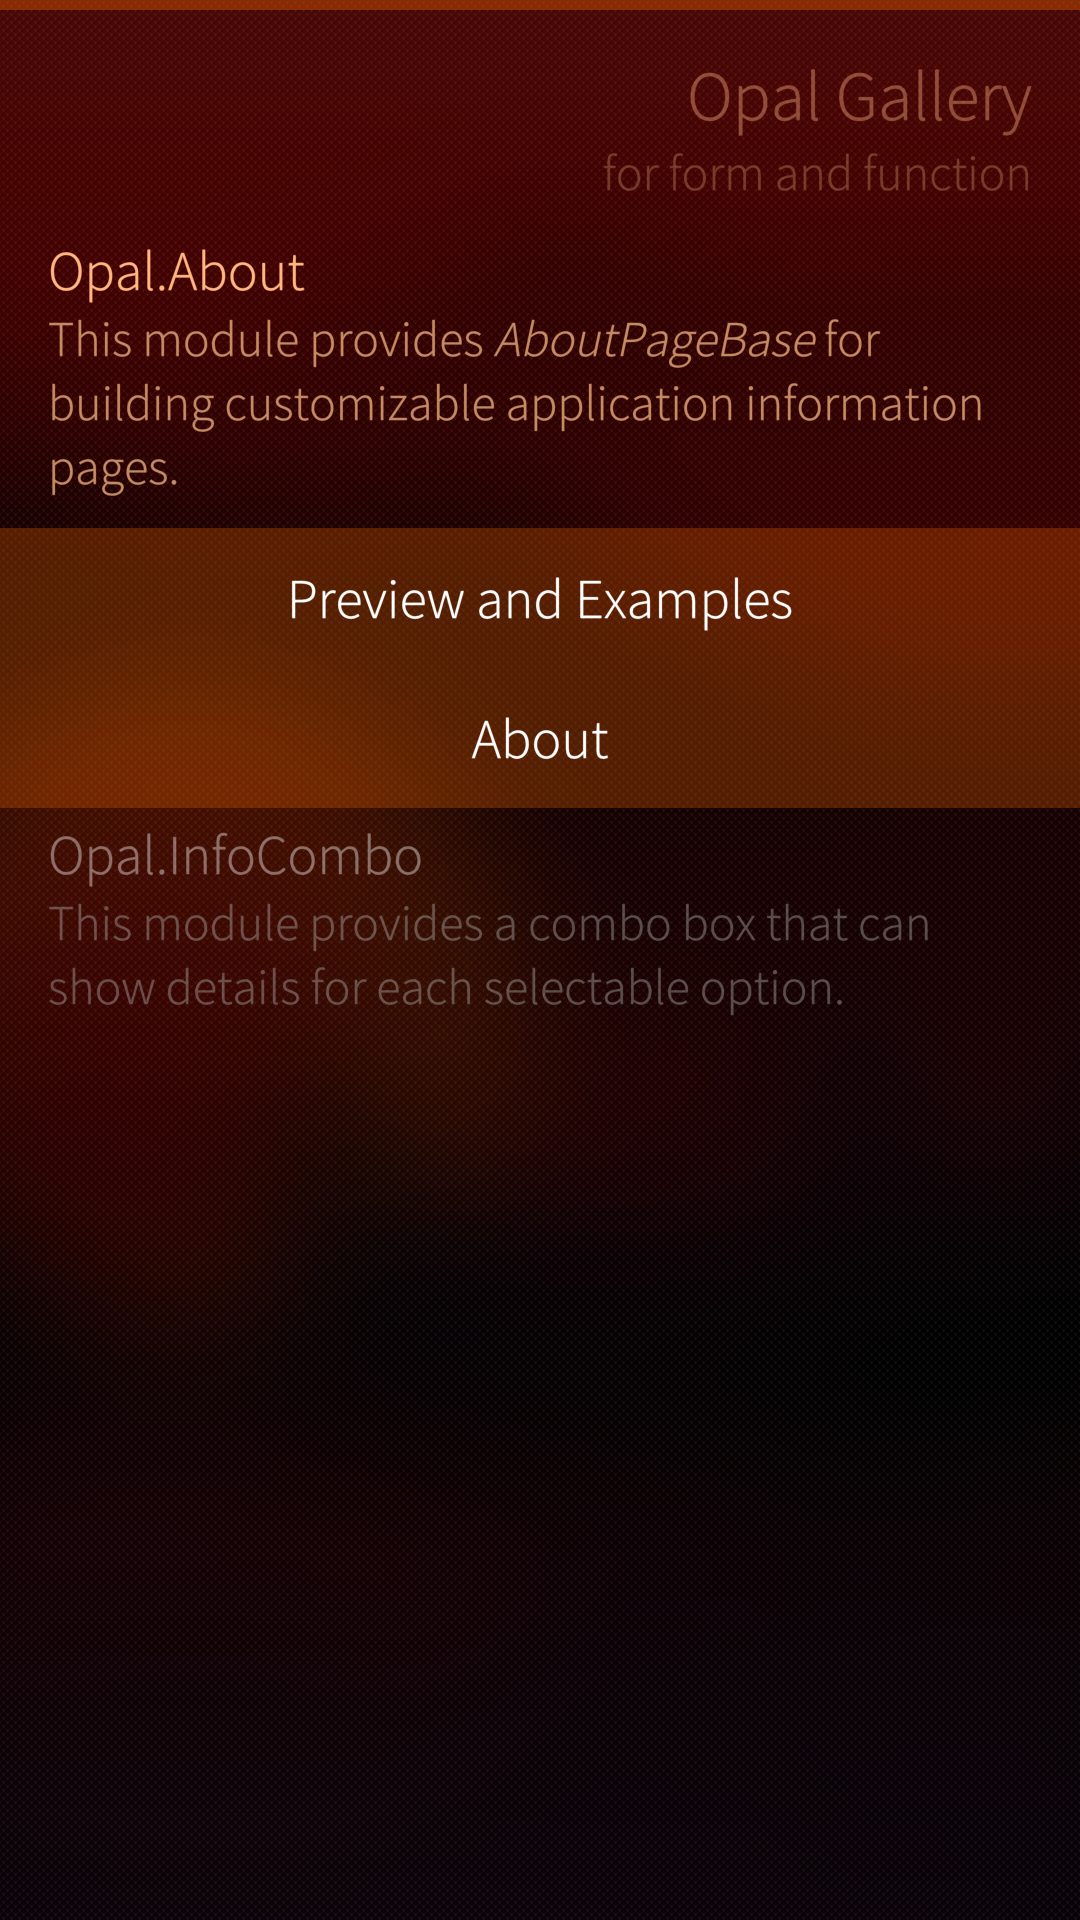 Opal Gallery
for form and function
Opal.About
This module provides AboutPageBase for
building customizable application information
pages.
Preview and Examples
About
Opal.InfoCombo
This module provides a combo box that can
show details for each selectable option.